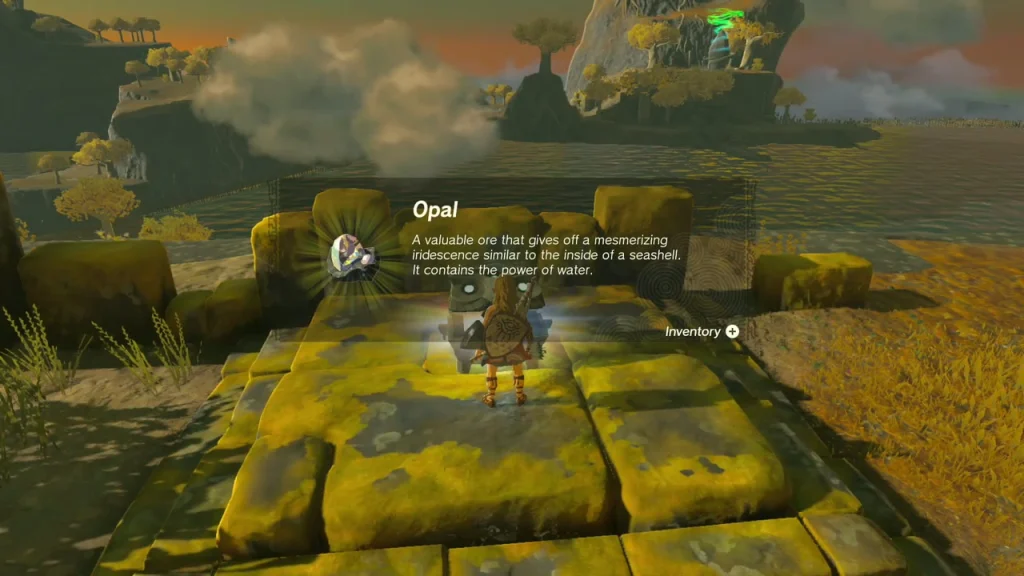 Opal
A valuable ore that gives off a mesmerizing
iridescence similar to the inside of a seashell.
It contains the power of water.
Inventory